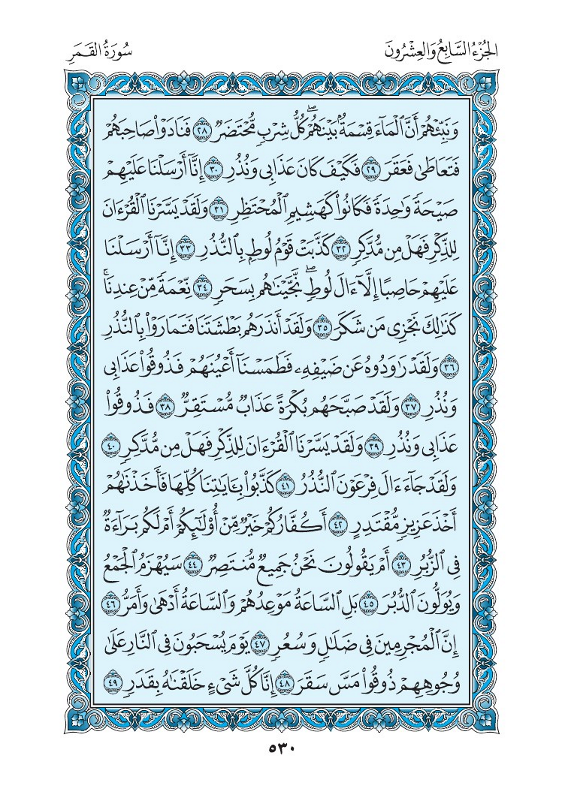 الجُزْءُ السَّابِعُ وَالعِشْرُونَ
سُورَةُ القَمَرِ
وَنَبِّئْهُمْ أَنَّ ٱلْمَآءَ قِسْمَةٌۢ بَيْنَهُمْۖ كُلُّ شِرْبٍ مُّحْتَضَرٌ ٢٨ فَنَادَوْا۟ صَاحِبَهُمْ
فَتَعَاطَىٰ فَعَقَرَ ٢٩ فَكَيْفَ كَانَ عَذَابِى وَنُذُرِ ٣٠ إِنَّآ أَرْسَلْنَا عَلَيْهِمْ
صَيْحَةً وَٰحِدَةً فَكَانُوا۟ كَهَشِيمِ ٱلْمُحْتَظِرِ ٣١ وَلَقَدْ يَسَّرْنَا ٱلْقُرْءَانَ
لِلذِّكْرِ فَهَلْ مِن مُّدَّكِرٍ ٣٢ كَذَّبَتْ قَوْمُ لُوطٍۭ بِٱلنُّذُرِ ٣٣ إِنَّآ أَرْسَلْنَا
عَلَيْهِمْ حَاصِبًا إِلَّآ ءَالَ لُوطٍۖ نَّجَّيْنَٰهُم بِسَحَرٍ ٣٤ نِّعْمَةً مِّنْ عِندِنَاۚ
كَذَٰلِكَ نَجْزِى مَن شَكَرَ ٣٥ وَلَقَدْ أَنذَرَهُم بَطْشَتَنَا فَتَمَارَوْا۟ بِٱلنُّذُرِ
٣٦ وَلَقَدْ رَٰوَدُوهُ عَن ضَيْفِهِۦ فَطَمَسْنَآ أَعْيُنَهُمْ فَذُوقُوا۟ عَذَابِى
وَنُذُرِ ٣٧ وَلَقَدْ صَبَّحَهُم بُكْرَةً عَذَابٌ مُّسْتَقِرٌّ ٣٨ فَذُوقُوا۟
عَذَابِى وَنُذُرِ ٣٩ وَلَقَدْ يَسَّرْنَا ٱلْقُرْءَانَ لِلذِّكْرِ فَهَلْ مِن مُّدَّكِرٍ ٤٠
وَلَقَدْ جَآءَ ءَالَ فِرْعَوْنَ ٱلنُّذُرُ ٤١ كَذَّبُوا۟ بِـَٔايَٰتِنَا كُلِّهَا فَأَخَذْنَٰهُمْ
أَخْذَ عَزِيزٍ مُّقْتَدِرٍ ٤٢ أَكُفَّارُكُمْ خَيْرٌ مِّنْ أُو۟لَٰٓئِكُمْ أَمْ لَكُم بَرَآءَةٌ
فِى ٱلزُّبُرِ ٤٣ أَمْ يَقُولُونَ نَحْنُ جَمِيعٌ مُّنتَصِرٌ ٤٤ سَيُهْزَمُ ٱلْجَمْعُ
وَيُوَلُّونَ ٱلدُّبُرَ ٤٥ بَلِ ٱلسَّاعَةُ مَوْعِدُهُمْ وَٱلسَّاعَةُ أَدْهَىٰ وَأَمَرُّ ٤٦
إِنَّ ٱلْمُجْرِمِينَ فِى ضَلَٰلٍ وَسُعُرٍ ٤٧ يَوْمَ يُسْحَبُونَ فِى ٱلنَّارِ عَلَىٰ
وُجُوهِهِمْ ذُوقُوا۟ مَسَّ سَقَرَ ٤٨ إِنَّا كُلَّ شَىْءٍ خَلَقْنَٰهُ بِقَدَرٍ ٤٩
٥٣٠